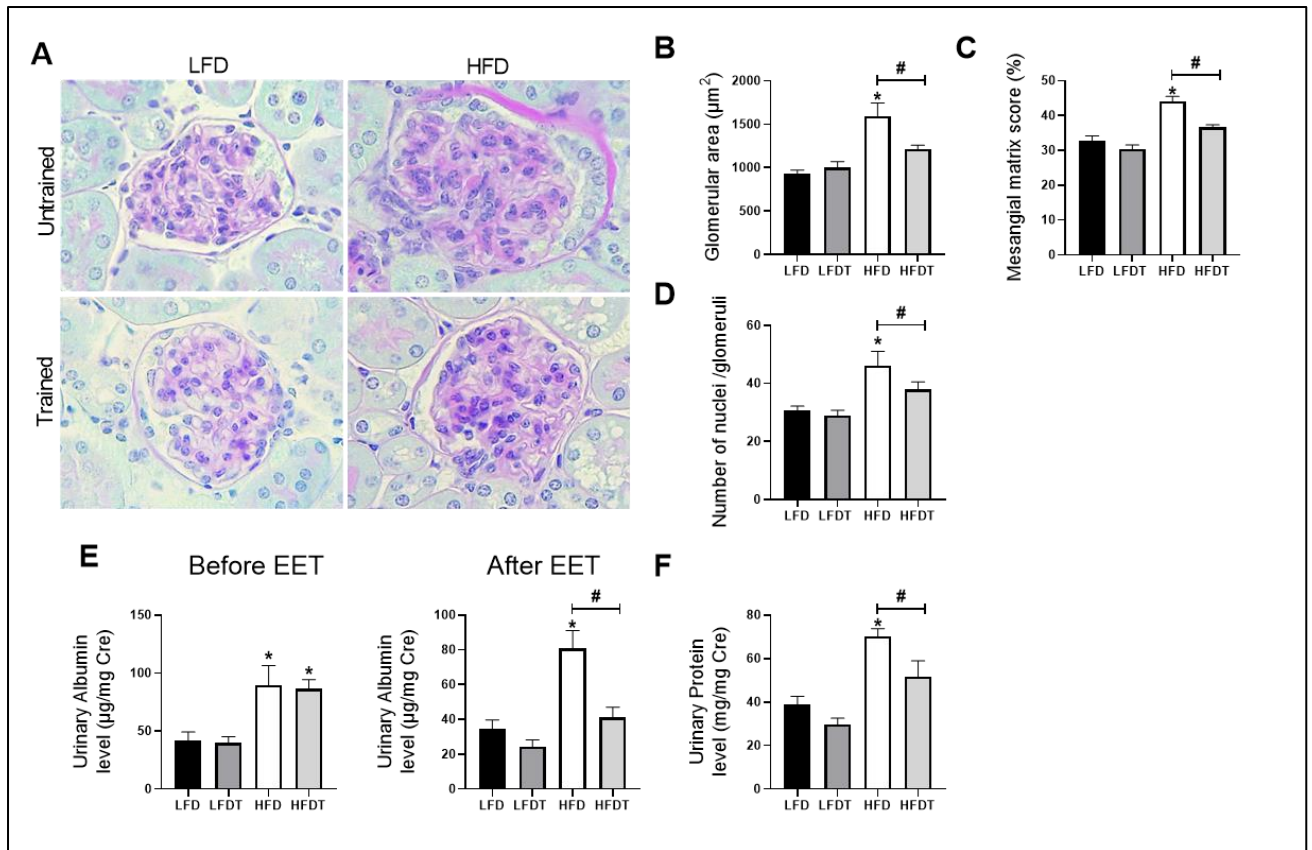 A
LFD
HFD
Untrained
Trained
B
Glomerular area (µm²)
2000
1500
1000
500
0
*
#
LFD LFDT HFD HFDT
C
Mesangial matrix score (%)
50
40
30
20
10
0
*
#
LFD LFDT HFD HFDT
D
Number of nuclei /glomeruli
60
40
20
0
*
#
LFD LFDT HFD HFDT
E
Before EET
Urinary Albumin
level (µg/mg Cre)
150
100
50
0
*
*
LFD LFDT HFD HFDT
After EET
Urinary Albumin
level (µg/mg Cre)
100
80
60
40
20
0
*
#
LFD LFDT HFD HFDT
F
Urinary Protein
level (mg/mg Cre)
80
60
40
20
0
*
#
LFD LFDT HFD HFDT